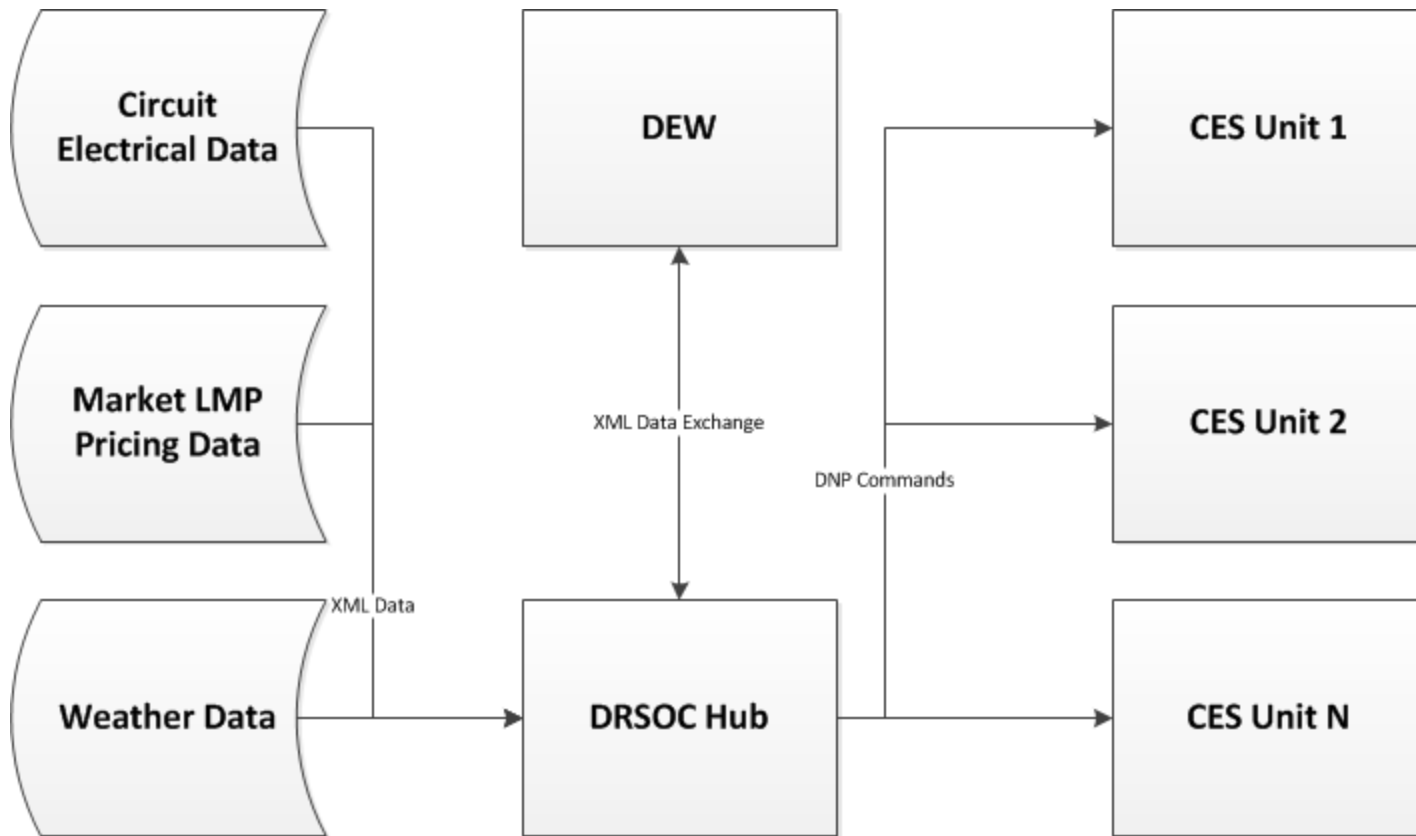 Circuit
Electrical Data
DEW
CES Unit 1
Market LMP
Pricing Data
XML Data Exchange
CES Unit 2
DNP Commands
XML Data
Weather Data
DRSOC Hub
CES Unit N